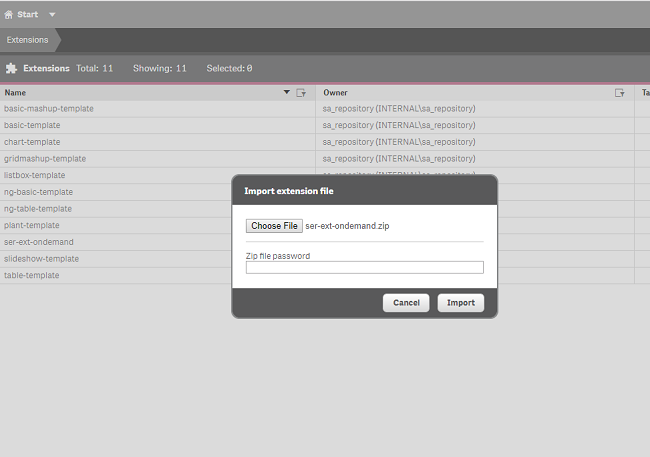 Start
Extensions
Extensions Total: 11 Showing: 11 Selected: 0
Name Owner Ta
basic-mashup-template sa_repository (INTERNAL\sa_repository)
basic-template sa_repository (INTERNAL\sa_repository)
chart-template sa_repository (INTERNAL\sa_repository)
gridmashup-template sa_repository (INTERNAL\sa_repository)
listbox-template sa_repository (INTERNAL\sa_repository)
ng-basic-template
ng-table-template
plant-template
ser-ext-ondemand
slideshow-template
table-template
Import extension file
Choose File ser-ext-ondemand.zip
Zip file password
Cancel Import